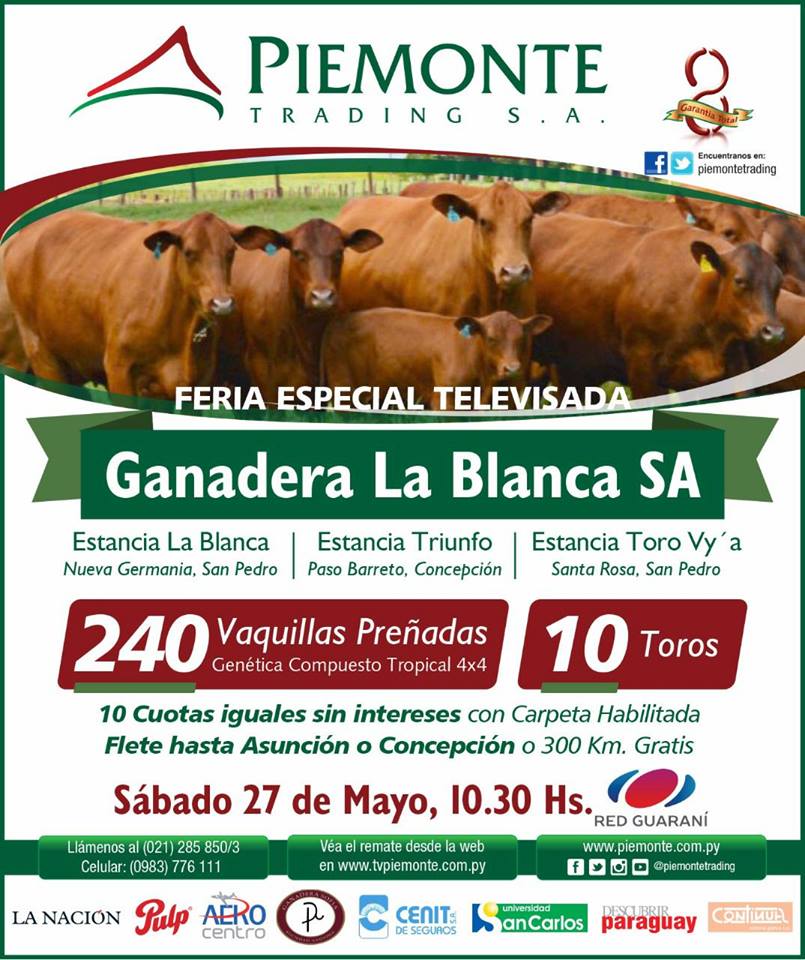 PIEMONTE
TRADING S.A.
Garantía Total
Encuentranos en:
piemontetrading
FERIA ESPECIAL TELEVISADA
Ganadera La Blanca SA
Estancia La Blanca
Nueva Germania, San Pedro
Estancia Triunfo
Paso Barreto, Concepción
Estancia Toro Vy´a
Santa Rosa, San Pedro
240 Vaquillas Preñadas
Genética Compuesto Tropical 4x4
10 Toros
10 Cuotas iguales sin intereses con Carpeta Habilitada
Flete hasta Asunción o Concepción o 300 Km. Gratis
Sábado 27 de Mayo, 10.30 Hs.
RED GUARANÍ
Llámenos al (021) 285 850/3
Celular: (0983) 776 111
Véa el remate desde la web
en www.tvpiemonte.com.py
www.piemonte.com.py
@piemontetrading
LA NACIÓN
Pulp
AERO
centro
GANADERA SOFIA
CENIT S.A.
DE SEGUROS
universidad
San Carlos
DESCUBRIR
paraguay
CONTINUA